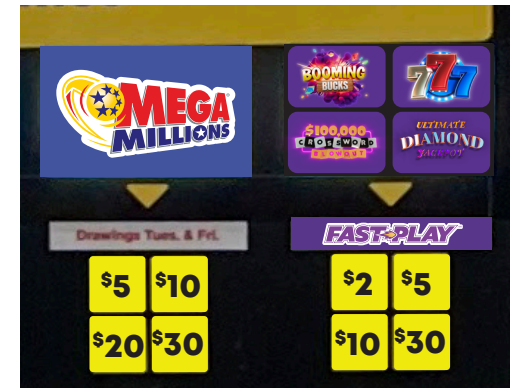 MEGA
MILLIONS
BOOMING
BUCKS
777
$100,000
CROSSWORD
BLOWOUT
ULTIMATE
DIAMOND
JACKPOT
Drawings Tues. & Fri.
$5 $10
$20 $30
FAST PLAY
$2 $5
$10 $30